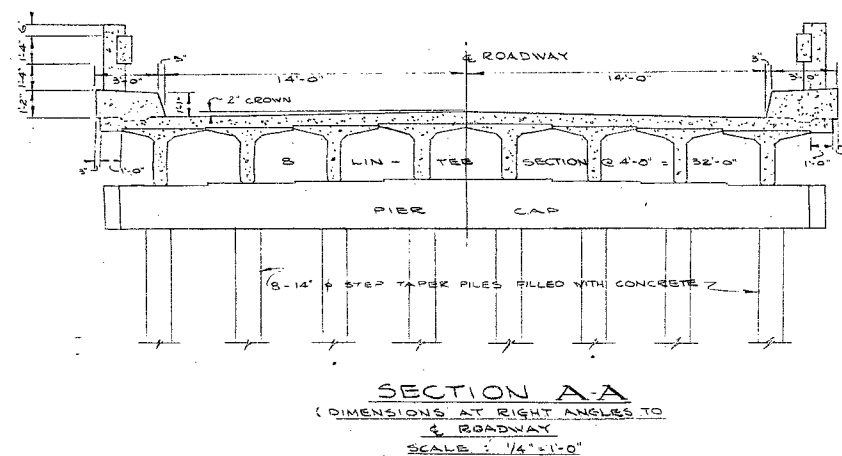 6"
1'-4"
1'-4"
1'-2"
3'-0"
3"
14'-0"
℄ ROADWAY
14'-0"
3"
3'-0"
1'-1"
2" CROWN
3"
1'-0"
8 LIN-TEE SECTION @ 4'-0" = 32'-0"
1'-0"
PIER CAP
8-14" ɸ STEP TAPER PILES FILLED WITH CONCRETE
SECTION A-A
(DIMENSIONS AT RIGHT ANGLES TO
℄ ROADWAY
SCALE : 1/4" = 1'-0"